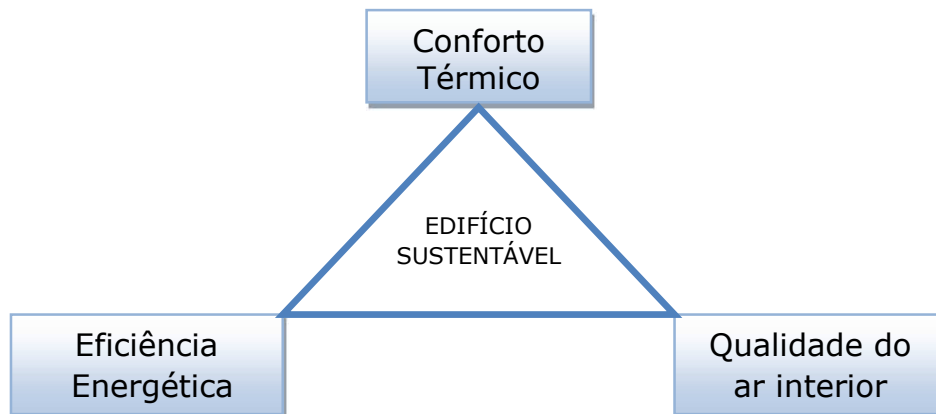 Conforto
Térmico
EDIFÍCIO
SUSTENTÁVEL
Eficiência
Energética
Qualidade do
ar interior